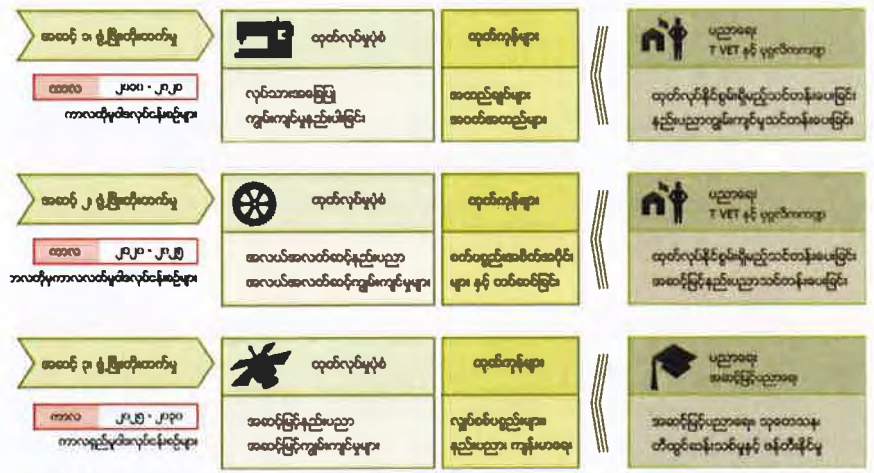 အဆင့် ၁၊ ဖွံ့ဖြိုးတိုးတက်မှု
ကာလ ၂၀၁၀ - ၂၀၂၀
ကာလတိုမူဝါဒလုပ်ငန်းစဉ်များ
ထုတ်လုပ်မှုပုံစံ
လုပ်သားအခြေပြု
ကျွမ်းကျင်မှုနည်းပါးခြင်း
ထုတ်ကုန်များ
အထည်ချုပ်များ
အဝတ်အထည်များ
ပညာရေး
T VET နှင့် ပုဂ္ဂလိကကဏ္ဍ
ထုတ်လုပ်နိုင်စွမ်းရှိမည့်သင်တန်းပေးခြင်း
နည်းပညာကျွမ်းကျင်မှုသင်တန်းပေးခြင်း
အဆင့် ၂၊ ဖွံ့ဖြိုးတိုးတက်မှု
ကာလ ၂၀၂၀ - ၂၀၂၅
ကာလတိုမှကာလလတ်မူဝါဒလုပ်ငန်းစဉ်များ
ထုတ်လုပ်မှုပုံစံ
အလယ်အလတ်ဆင့်နည်းပညာ
အလယ်အလတ်ဆင့်ကျွမ်းကျင်မှုများ
ထုတ်ကုန်များ
စက်ပစ္စည်းအစိတ်အပိုင်း
များ နှင့် တပ်ဆင်ခြင်း
ပညာရေး
T VET နှင့် ပုဂ္ဂလိကကဏ္ဍ
ထုတ်လုပ်နိုင်စွမ်းရှိမည့်သင်တန်းပေးခြင်း
အဆင့်မြင့်နည်းပညာသင်တန်းပေးခြင်း
အဆင့် ၃၊ ဖွံ့ဖြိုးတိုးတက်မှု
ကာလ ၂၀၂၅ - ၂၀၃၀
ကာလရှည်မူဝါဒလုပ်ငန်းစဉ်များ
ထုတ်လုပ်မှုပုံစံ
အဆင့်မြင့်နည်းပညာ
အဆင့်မြင့်ကျွမ်းကျင်မှုများ
ထုတ်ကုန်များ
လျှပ်စစ်ပစ္စည်းများ
နည်းပညာ၊ ကျန်းမာရေး
ပညာရေး
အဆင့်မြင့်ပညာရေး
အဆင့်မြင့်ပညာရေး သုတေသန၊
တီထွင်ဆန်းသစ်မှုနှင့် ဖန်တီးနိုင်မှု